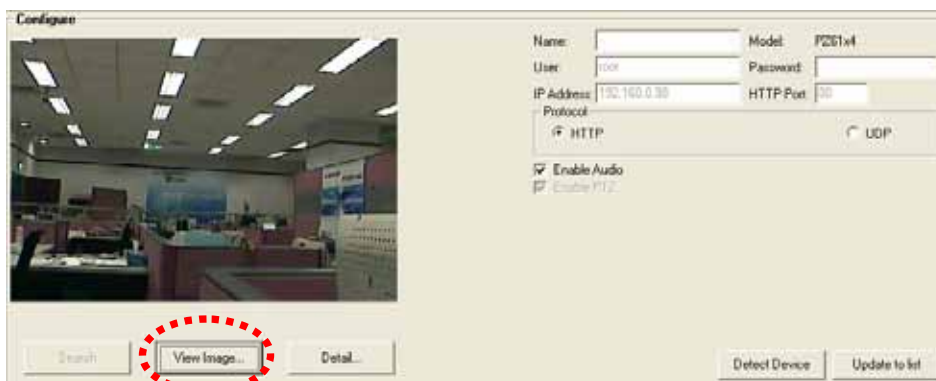 Configure
Name: Model: PZ61x4
User: root Password:
IP Address: 192.168.0.98 HTTP Port: 80
Protocol
HTTP UDP
Enable Audio
Enable PTZ
Search View Image... Detail...
Detect Device Update to list